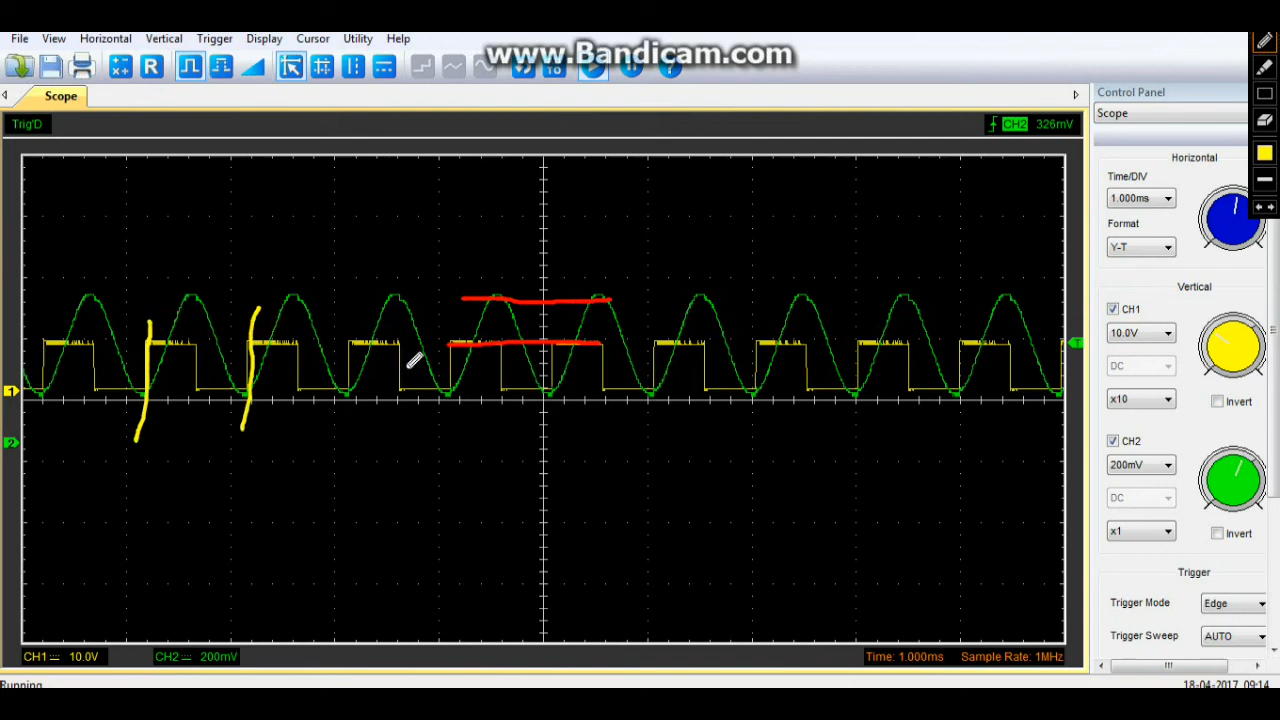 www.Bandicam.com
File View Horizontal Vertical Trigger Display Cursor Utility Help
R
Scope
Control Panel
Scope
Trig'D
CH2 326mV
Horizontal
Time/DIV
1.000ms
Format
Y-T
Vertical
CH1
10.0V
DC
x10
Invert
CH2
200mV
DC
x1
Invert
Trigger
Trigger Mode Edge
Trigger Sweep AUTO
1
T
2
CH1 10.0V CH2 200mV Time: 1.000ms Sample Rate: 1MHz
Running 18-04-2017 09:14